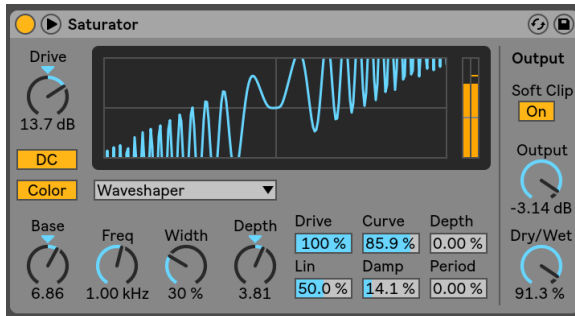 Saturator
Drive
13.7 dB
DC
Color
Waveshaper
Base
6.86
Freq
1.00 kHz
Width
30 %
Depth
3.81
Drive Curve Depth
100 % 85.9 % 0.00 %
Lin Damp Period
50.0 % 14.1 % 0.00 %
Output
Soft Clip
On
Output
-3.14 dB
Dry/Wet
91.3 %